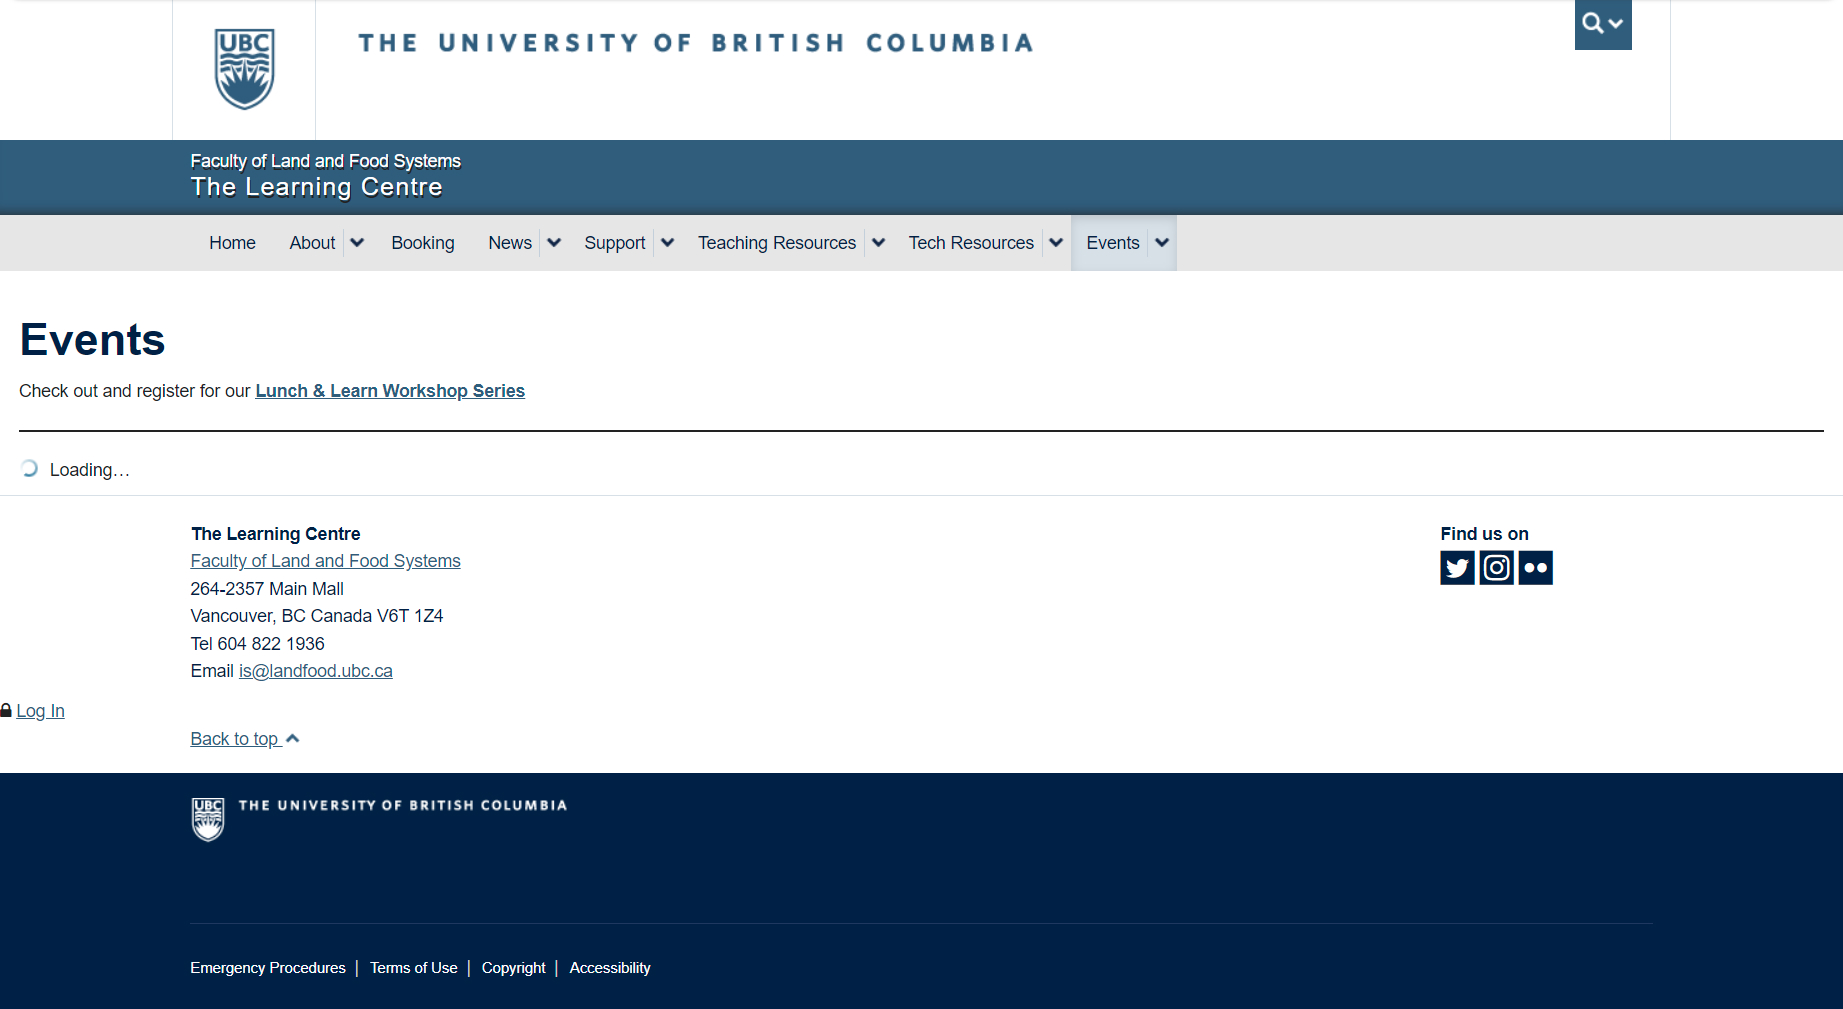 UBC
THE UNIVERSITY OF BRITISH COLUMBIA
Faculty of Land and Food Systems
The Learning Centre
Home About Booking News Support Teaching Resources Tech Resources Events
Events
Check out and register for our Lunch & Learn Workshop Series
Loading…
The Learning Centre
Faculty of Land and Food Systems
264-2357 Main Mall
Vancouver, BC Canada V6T 1Z4
Tel 604 822 1936
Email is@landfood.ubc.ca
Find us on
Log In
Back to top
UBC THE UNIVERSITY OF BRITISH COLUMBIA
Emergency Procedures | Terms of Use | Copyright | Accessibility